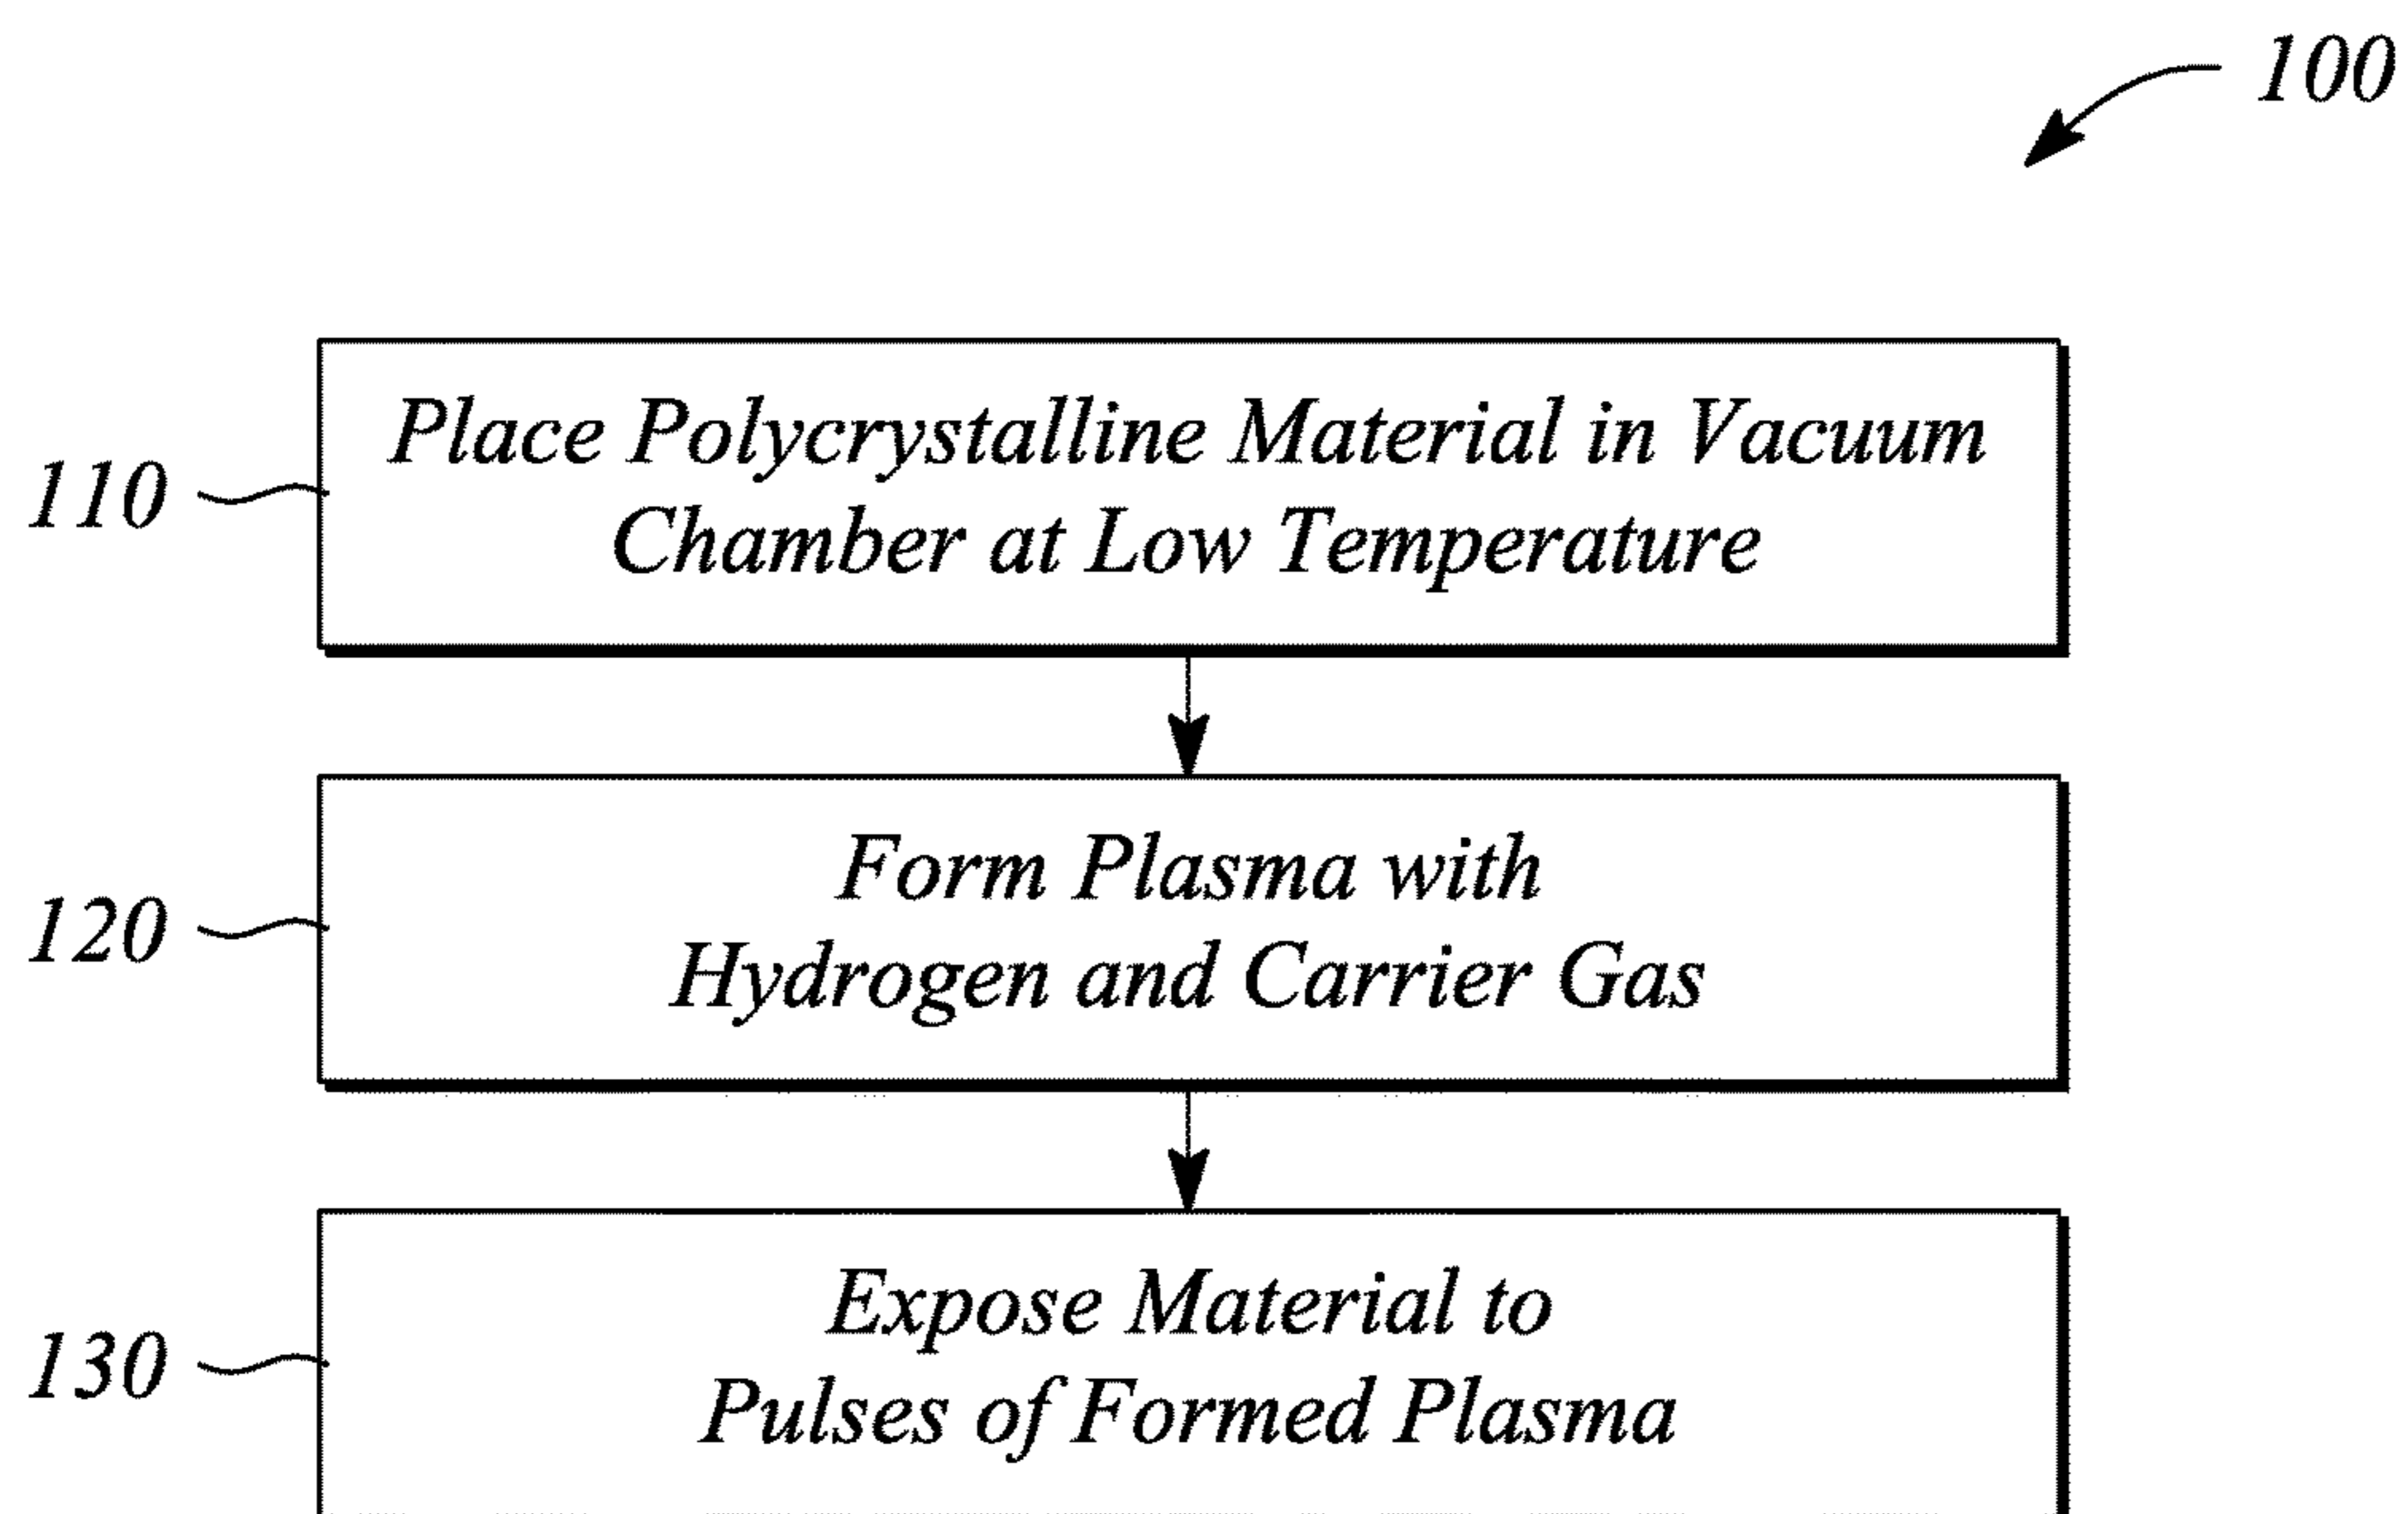 100
110
Place Polycrystalline Material in Vacuum
Chamber at Low Temperature
120
Form Plasma with
Hydrogen and Carrier Gas
130
Expose Material to
Pulses of Formed Plasma